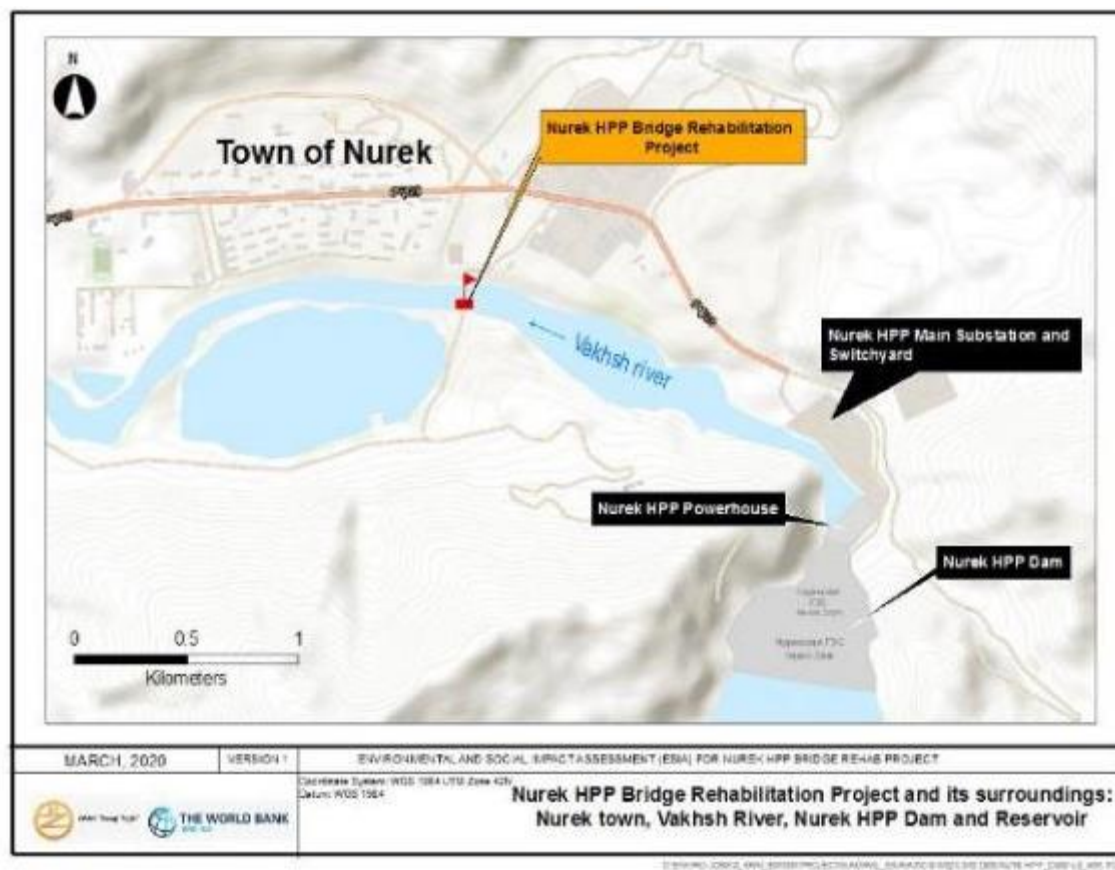 N
Town of Nurek
Nurek HPP Bridge Rehabilitation
Project
Vakhsh river
Nurek HPP Main Substation and
Switchyard
Nurek HPP Powerhouse
Nurek HPP Dam
0 0.5 1
Kilometers
MARCH, 2020
VERSION 1
ENVIRONMENTAL AND SOCIAL IMPACT ASSESSMENT (ESIA) FOR NUREK HPP BRIDGE REHAB PROJECT
Coordinate System: WGS 1984 UTM Zone 42N
Datum: WGS 1984
THE WORLD BANK
Nurek HPP Bridge Rehabilitation Project and its surroundings:
Nurek town, Vakhsh River, Nurek HPP Dam and Reservoir